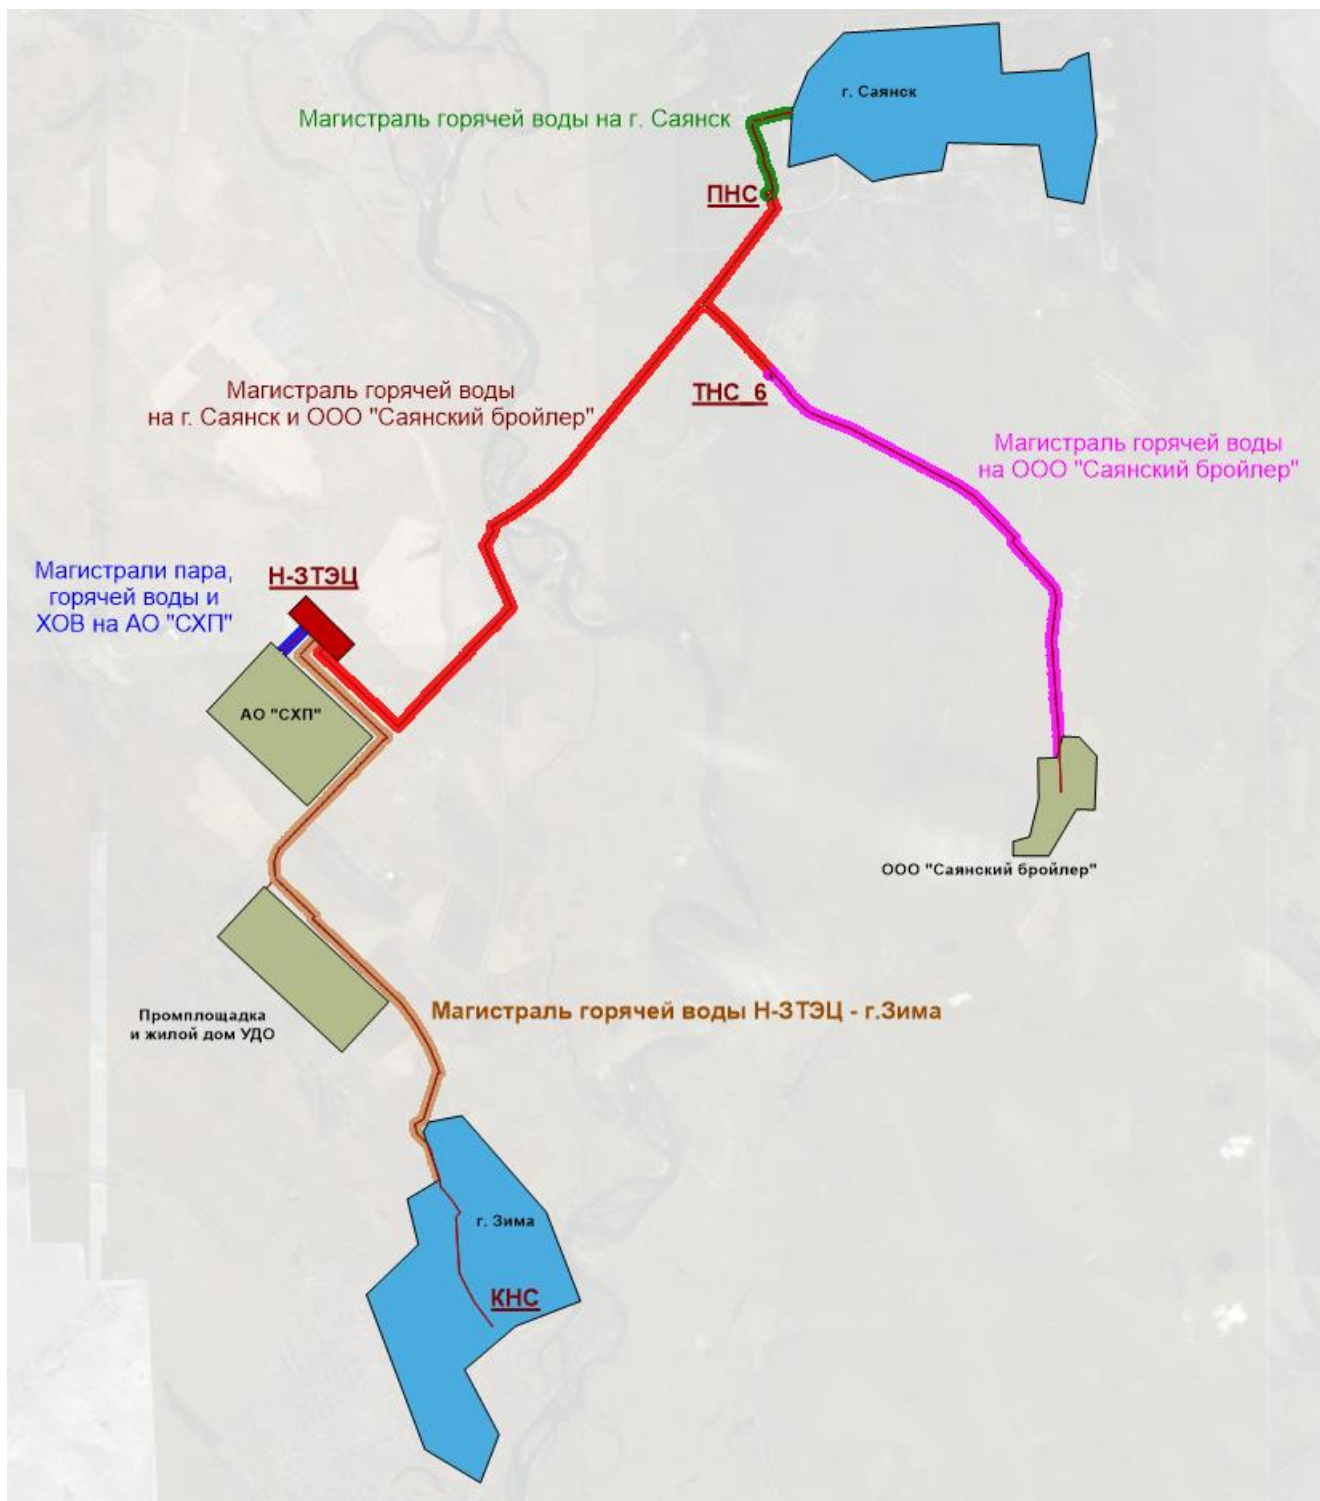 г. Саянск
Магистраль горячей воды на г. Саянск
ПНС
Магистраль горячей воды
на г. Саянск и ООО "Саянский бройлер"
ТНС_6
Магистраль горячей воды
на ООО "Саянский бройлер"
Магистрали пара,
горячей воды и
ХОВ на АО "СХП"
Н-ЗТЭЦ
АО "СХП"
ООО "Саянский бройлер"
Промплощадка
и жилой дом УДО
Магистраль горячей воды Н-ЗТЭЦ - г.Зима
г. Зима
КНС